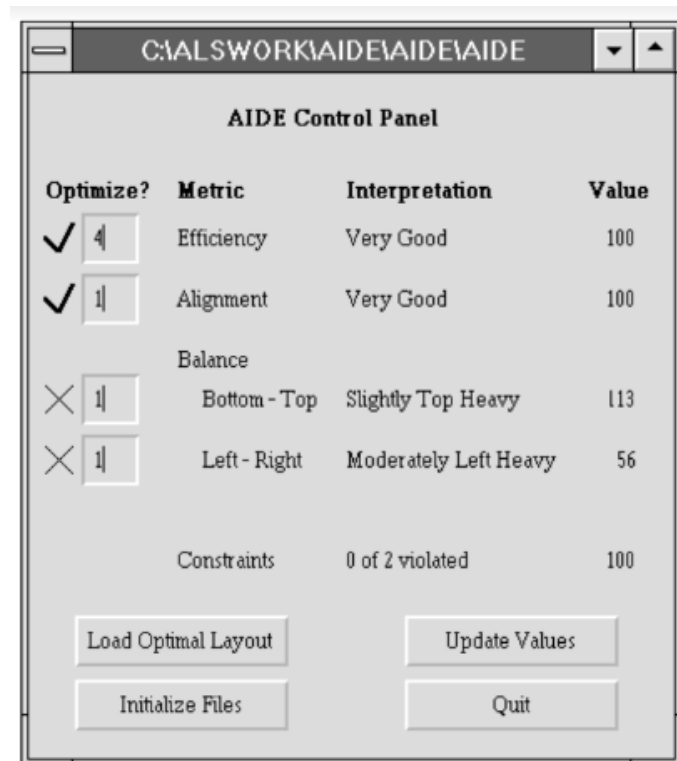 C:\ALSWORK\AIDE\AIDE\AIDE
AIDE Control Panel
Optimize? Metric Interpretation Value
4 Efficiency Very Good 100
1 Alignment Very Good 100
Balance
1 Bottom - Top Slightly Top Heavy 113
1 Left - Right Moderately Left Heavy 56
Constraints 0 of 2 violated 100
Load Optimal Layout Update Values
Initialize Files Quit